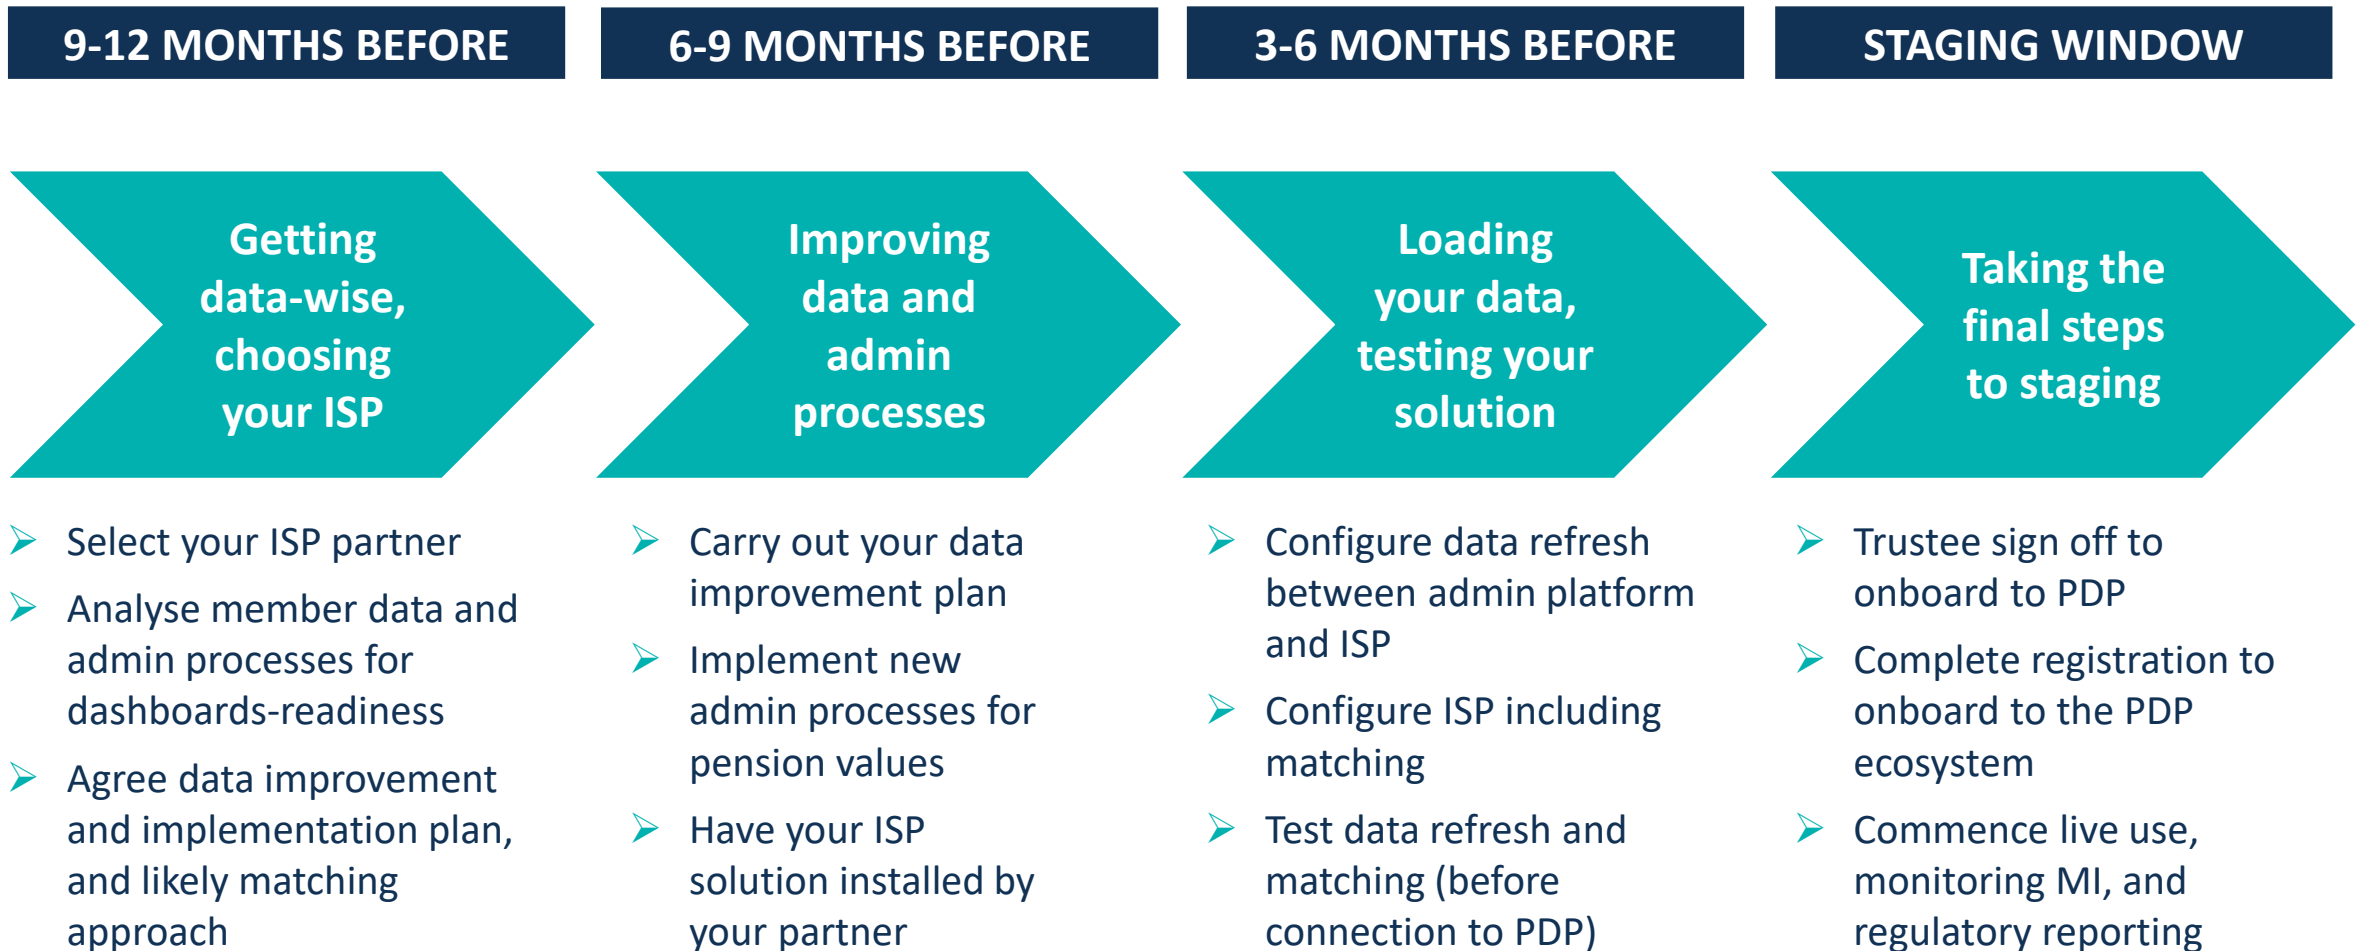 9-12 MONTHS BEFORE
Getting
data-wise,
choosing
your ISP
Select your ISP partner
Analyse member data and
admin processes for
dashboards-readiness
Agree data improvement
and implementation plan,
and likely matching
approach
6-9 MONTHS BEFORE
Improving
data and
admin
processes
Carry out your data
improvement plan
Implement new
admin processes for
pension values
Have your ISP
solution installed by
your partner
3-6 MONTHS BEFORE
Loading
your data,
testing your
solution
Configure data refresh
between admin platform
and ISP
Configure ISP including
matching
Test data refresh and
matching (before
connection to PDP)
STAGING WINDOW
Taking the
final steps
to staging
Trustee sign off to
onboard to PDP
Complete registration to
onboard to the PDP
ecosystem
Commence live use,
monitoring MI, and
regulatory reporting